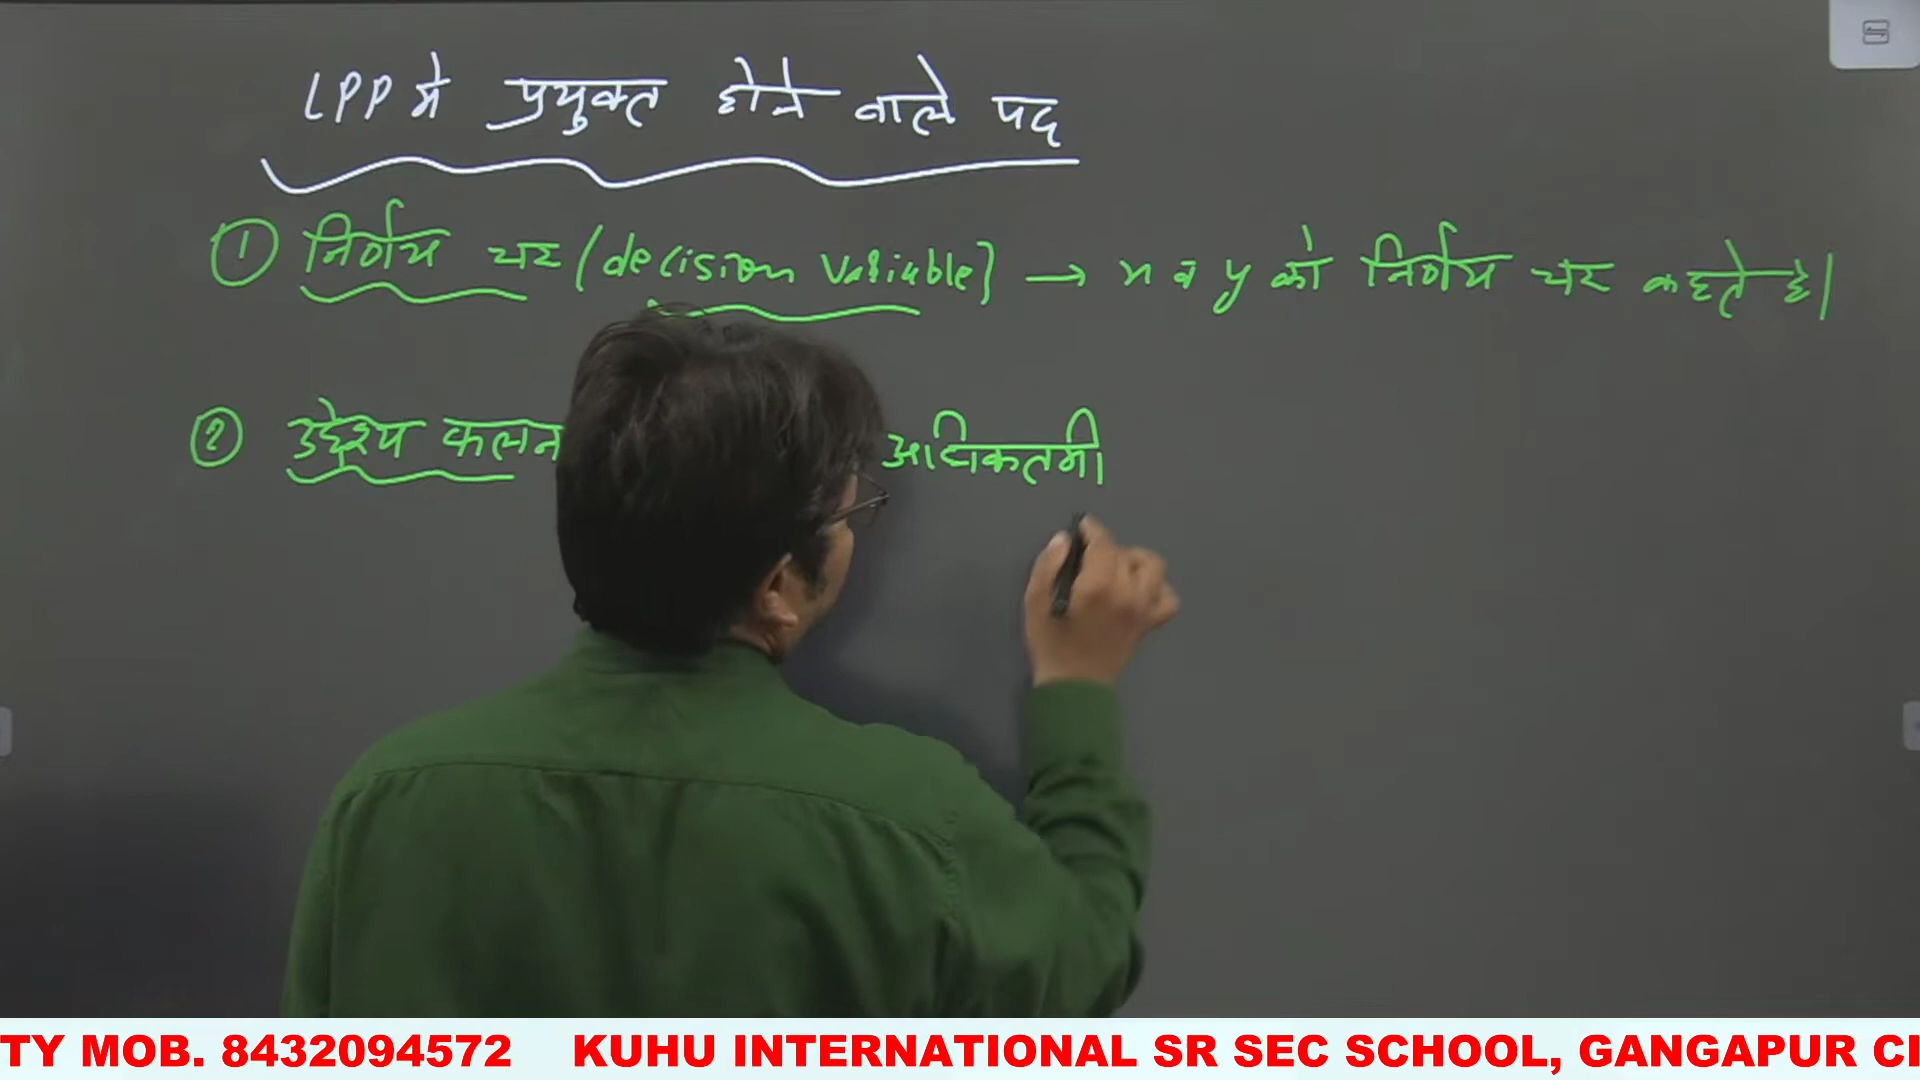 LPP मे प्रयुक्त होने वाले पद
① निर्णय चर (decision variable) → x व y को निर्णय चर कहते है।
② उद्देश्य कलन अधिकतमी
TY MOB. 8432094572 KUHU INTERNATIONAL SR SEC SCHOOL, GANGAPUR CI